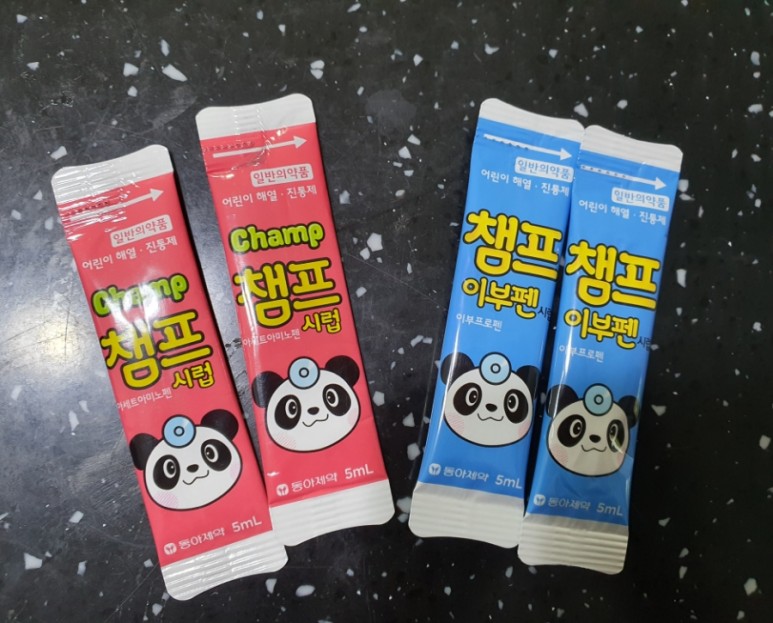 일반의약품
어린이 해열 · 진통제
Champ
챔프
시럽
아세트아미노펜
동아제약 5mL
일반의약품
어린이 해열 · 진통제
Champ
챔프
시럽
아세트아미노펜
동아제약 5mL
일반의약품
어린이 해열 · 진통제
챔프
이부펜
이부프로펜
동아제약 5mL
일반의약품
어린이 해열 · 진통제
챔프
이부펜시럽
이부프로펜
동아제약 5mL